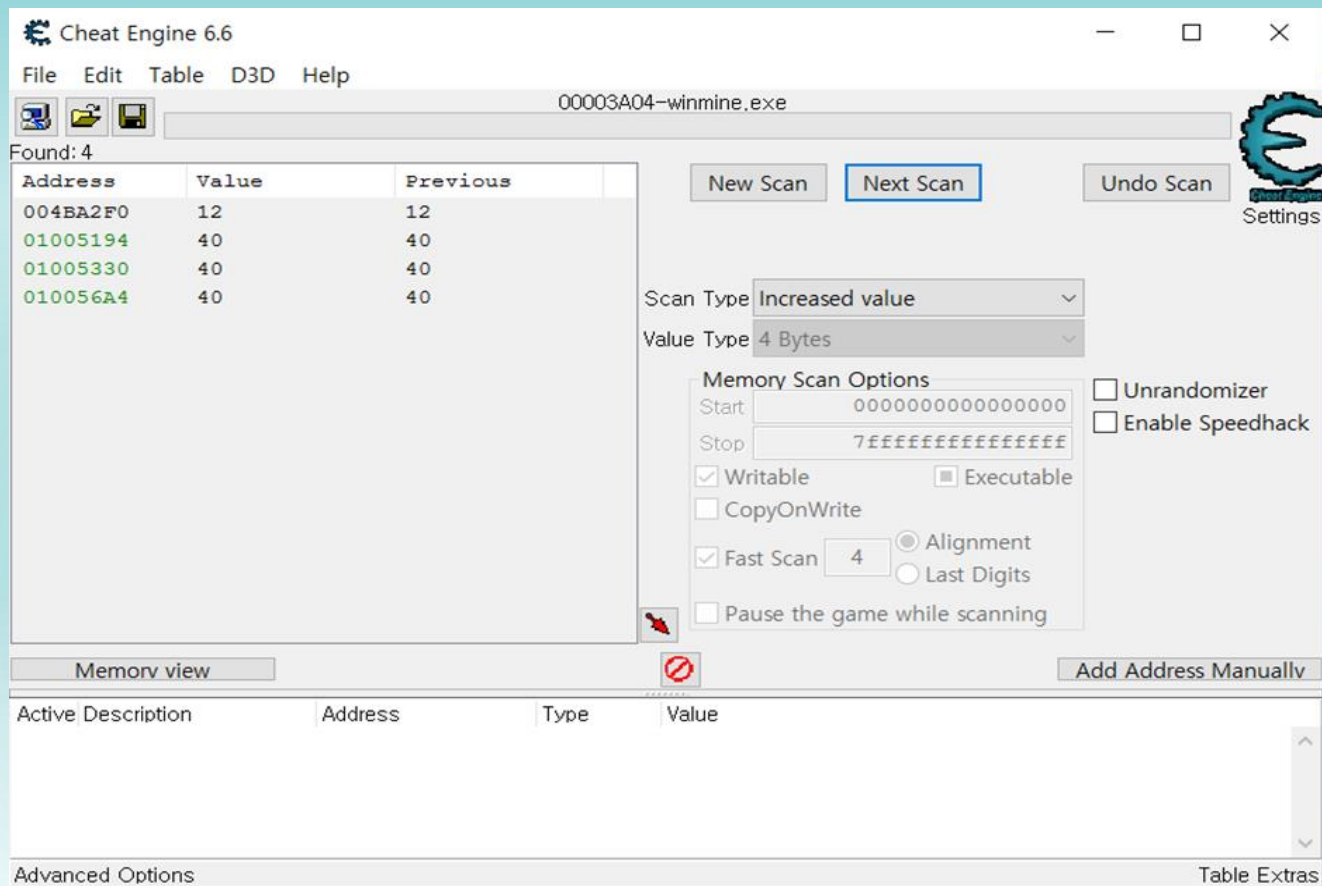 Cheat Engine 6.6
File Edit Table D3D Help
00003A04-winmine.exe
Found: 4
Address Value Previous
004BA2F0 12 12
01005194 40 40
01005330 40 40
010056A4 40 40
New Scan Next Scan Undo Scan
Cheat Engine
Settings
Scan Type Increased value
Value Type 4 Bytes
Memory Scan Options
Start 0000000000000000
Stop 7fffffffffffffff
Writable Executable
CopyOnWrite
Fast Scan 4 Alignment
Last Digits
Pause the game while scanning
Unrandomizer
Enable Speedhack
Memory view Add Address Manually
Active Description Address Type Value
Advanced Options Table Extras